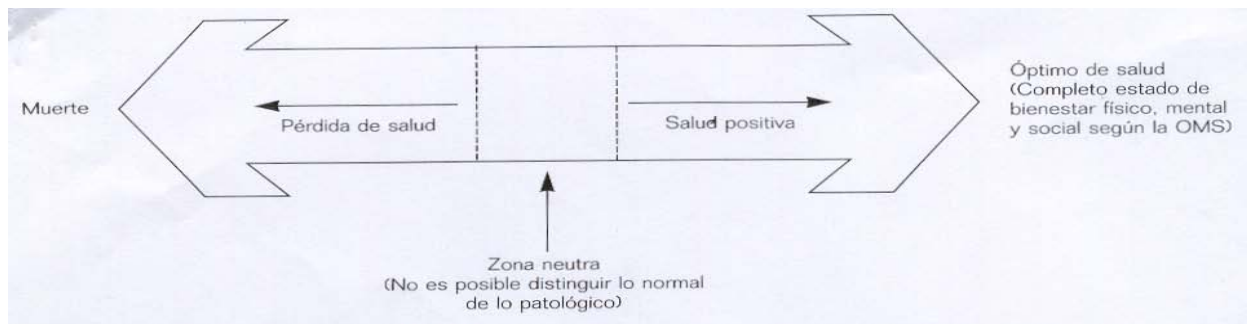 Muerte
Pérdida de salud
Salud positiva
Óptimo de salud
(Completo estado de
bienestar físico, mental
y social según la OMS)
Zona neutra
(No es posible distinguir lo normal
de lo patológico)